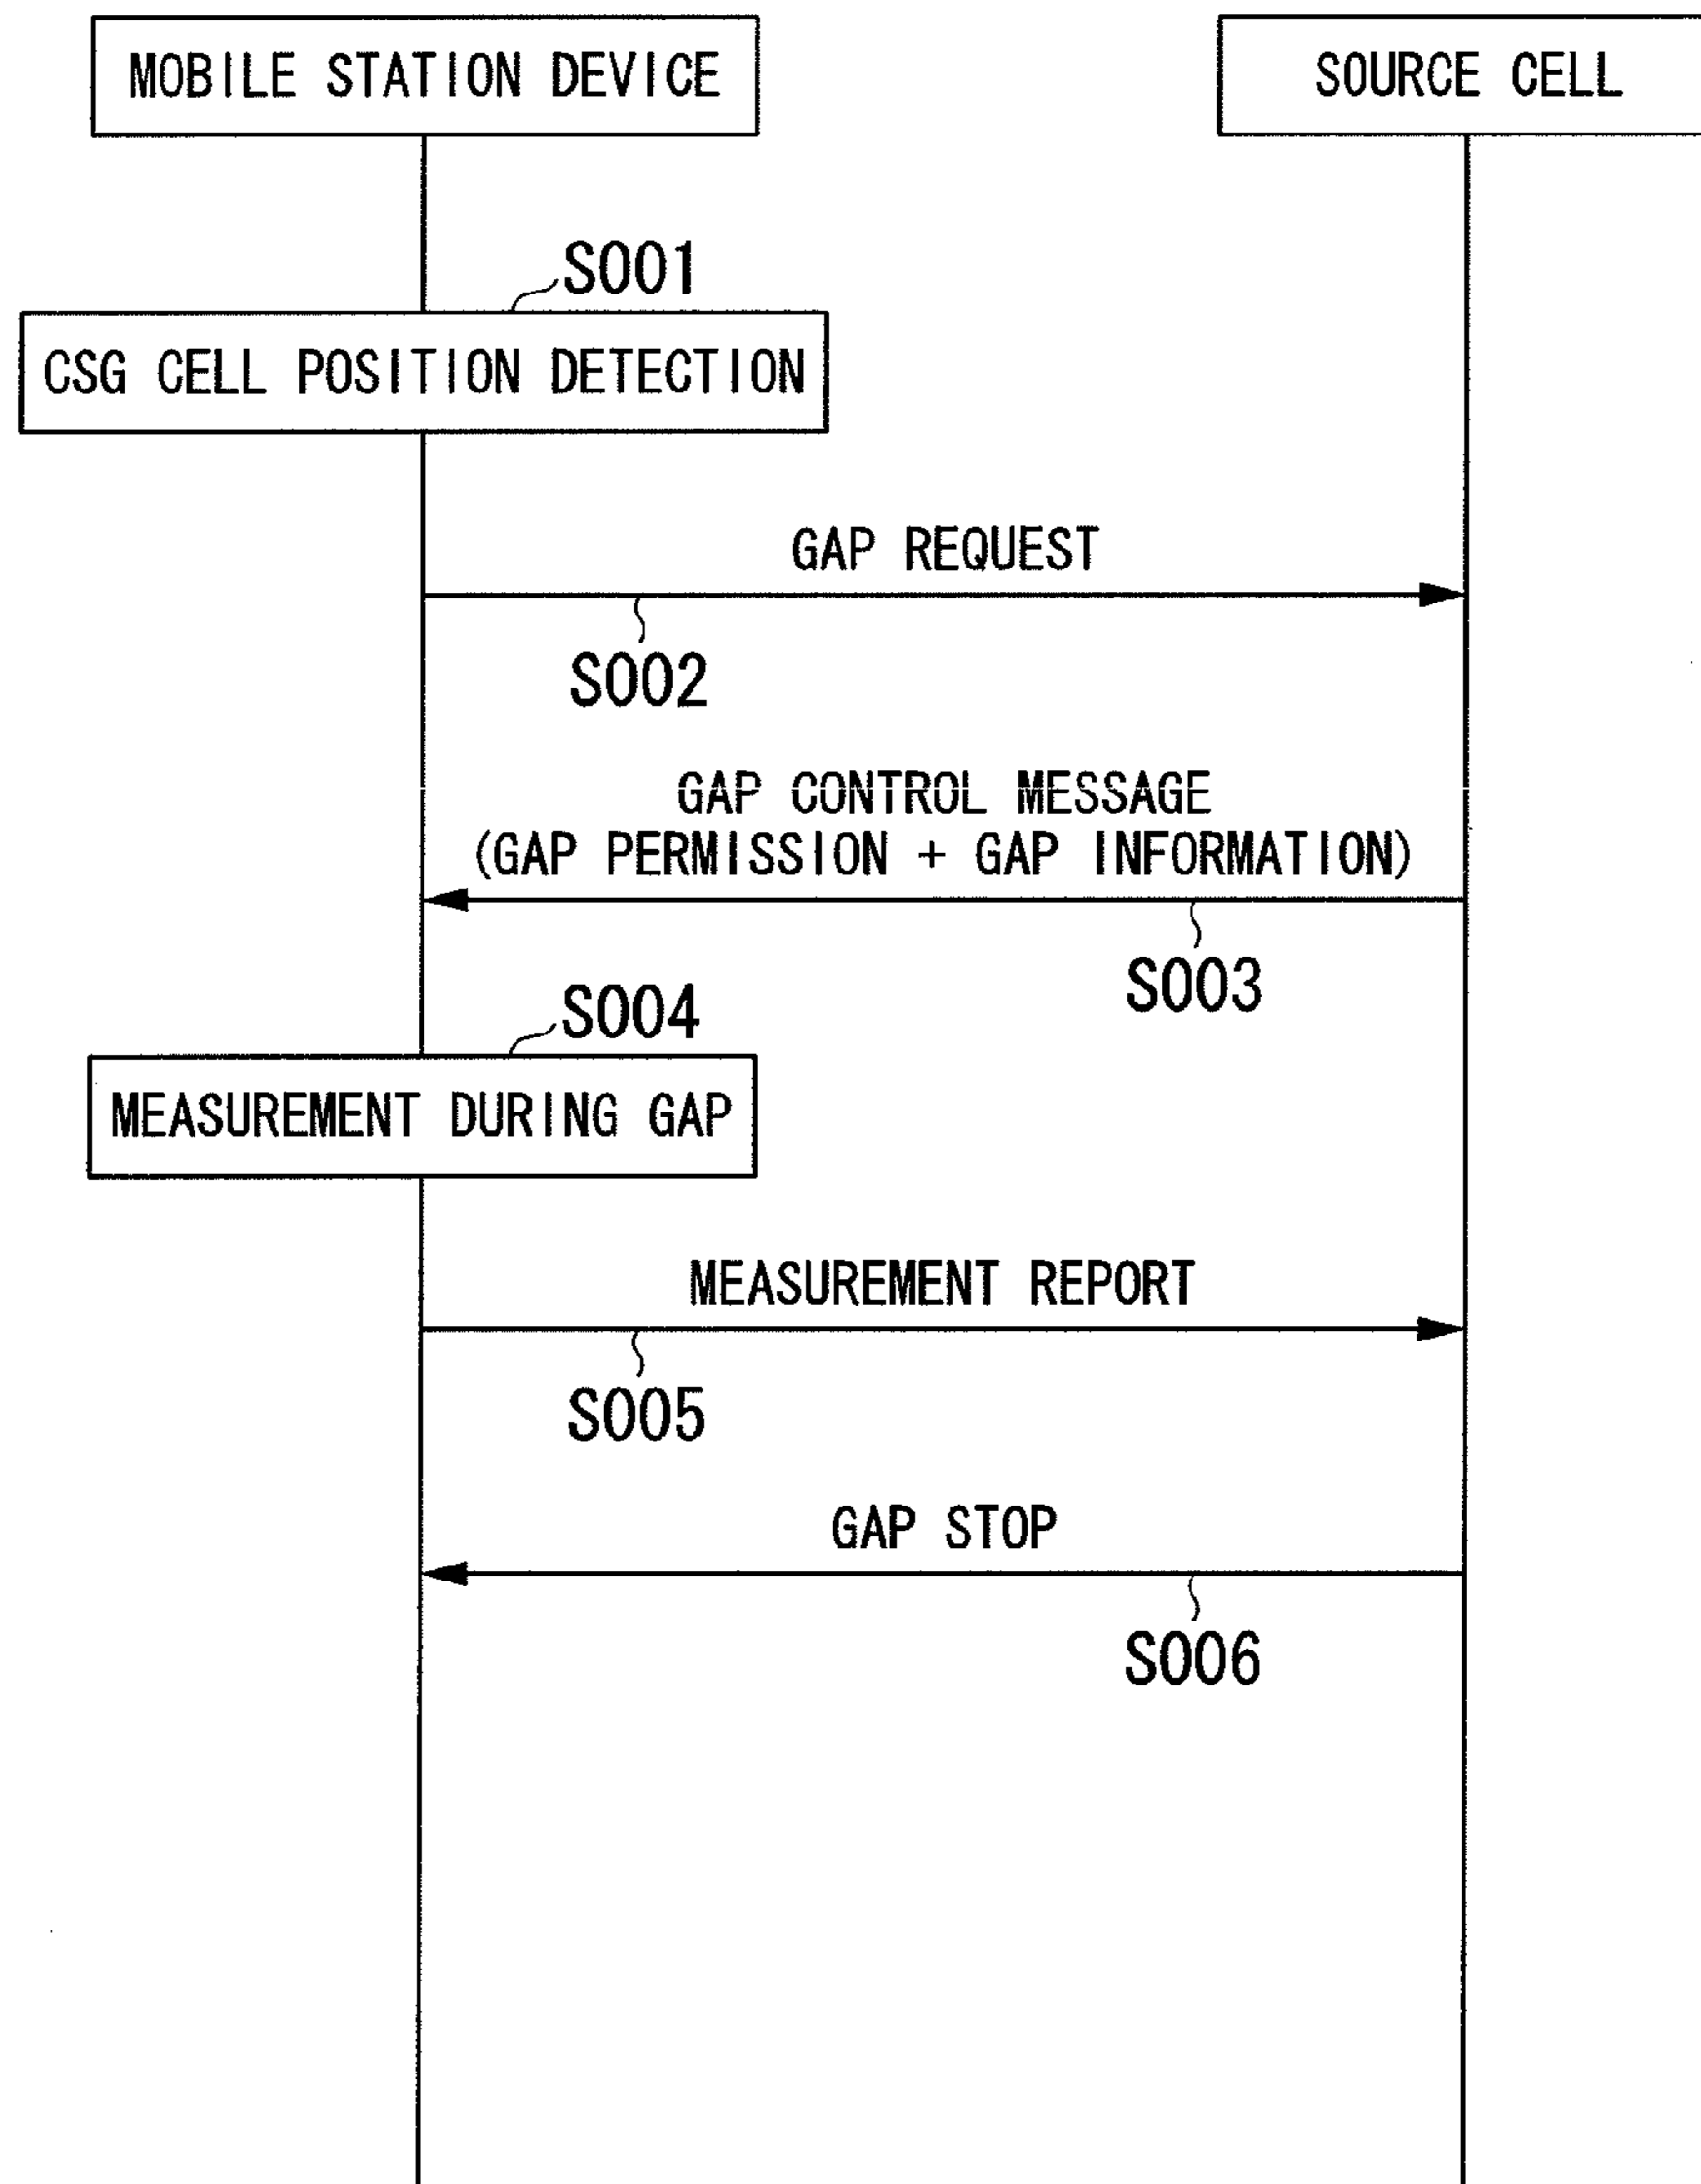 MOBILE STATION DEVICE
SOURCE CELL
S001
CSG CELL POSITION DETECTION
GAP REQUEST
S002
GAP CONTROL MESSAGE
(GAP PERMISSION + GAP INFORMATION)
S003
S004
MEASUREMENT DURING GAP
MEASUREMENT REPORT
S005
GAP STOP
S006